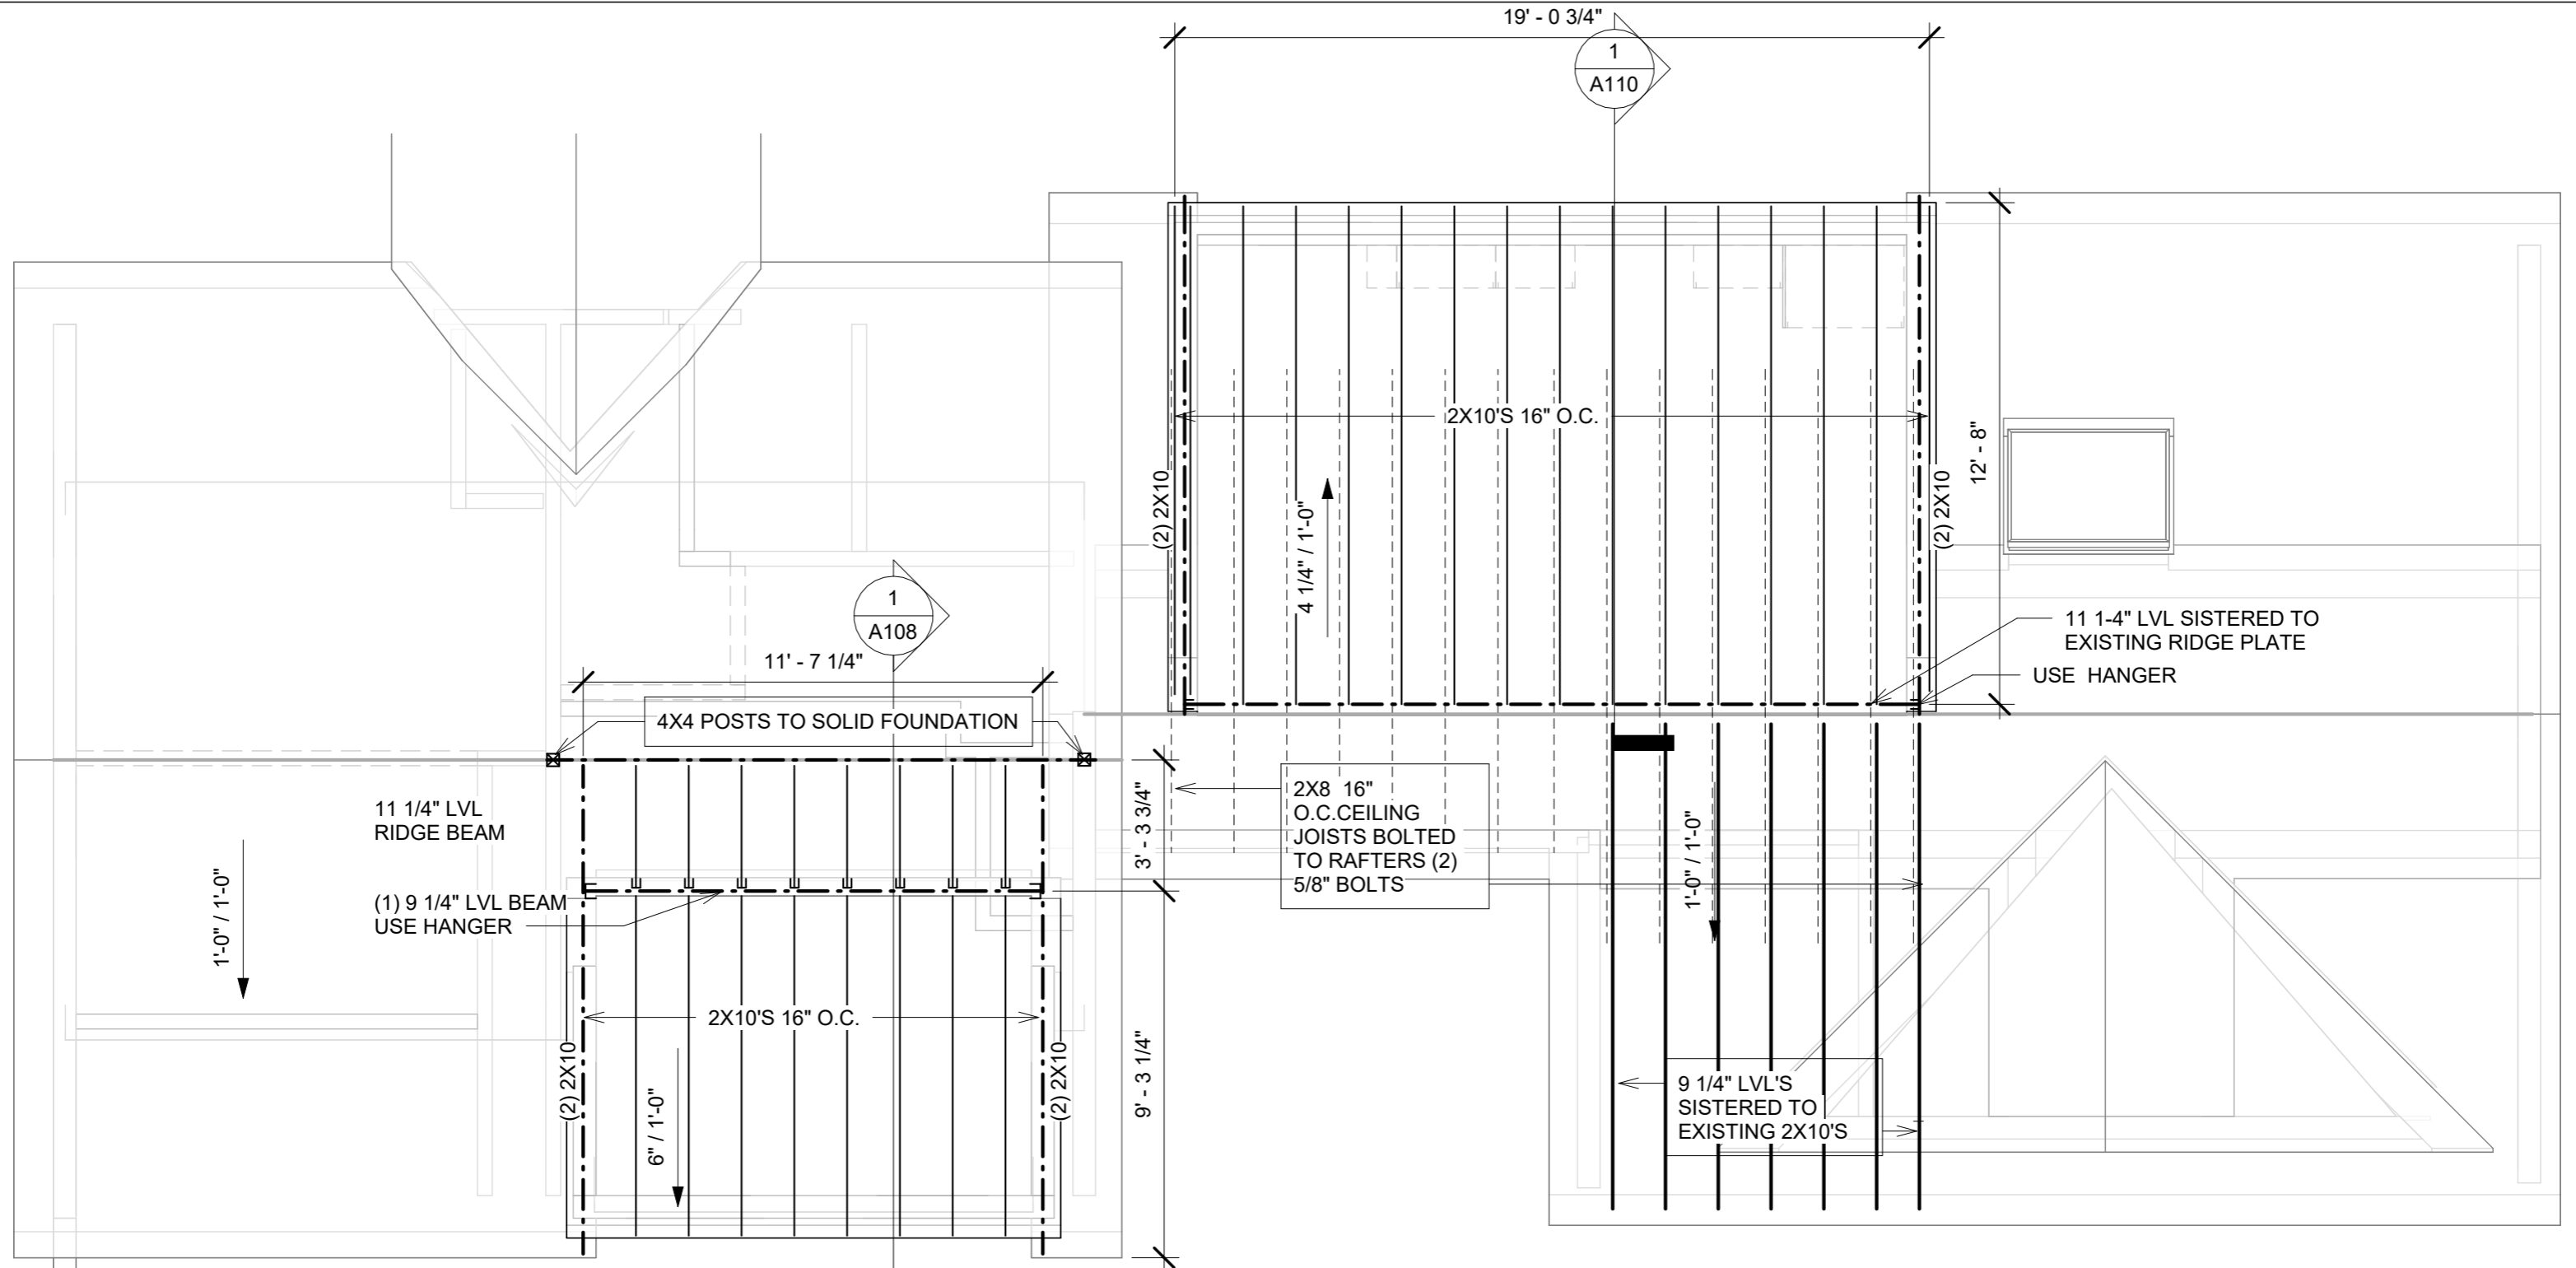 19' - 0 3/4"
1
A110
2X10'S 16" O.C.
(2) 2X10
(2) 2X10
12' - 8"
4 1/4" / 1'-0"
1
A108
11' - 7 1/4"
4X4 POSTS TO SOLID FOUNDATION
11 1-4" LVL SISTERED TO
EXISTING RIDGE PLATE
USE HANGER
11 1/4" LVL
RIDGE BEAM
3' - 3 3/4"
2X8 16"
O.C.CEILING
JOISTS BOLTED
TO RAFTERS (2)
5/8" BOLTS
1'-0" / 1'-0"
1'-0" / 1'-0"
(1) 9 1/4" LVL BEAM
USE HANGER
2X10'S 16" O.C.
(2) 2X10
(2) 2X10
6" / 1'-0"
9' - 3 1/4"
9 1/4" LVL'S
SISTERED TO
EXISTING 2X10'S